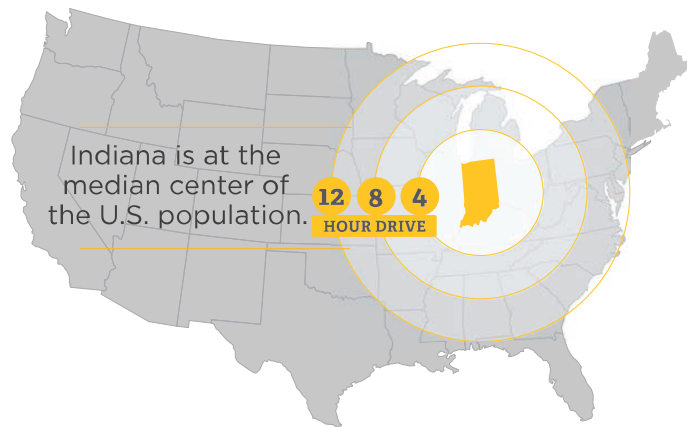 Indiana is at the
median center of
the U.S. population.
12 8 4
HOUR DRIVE